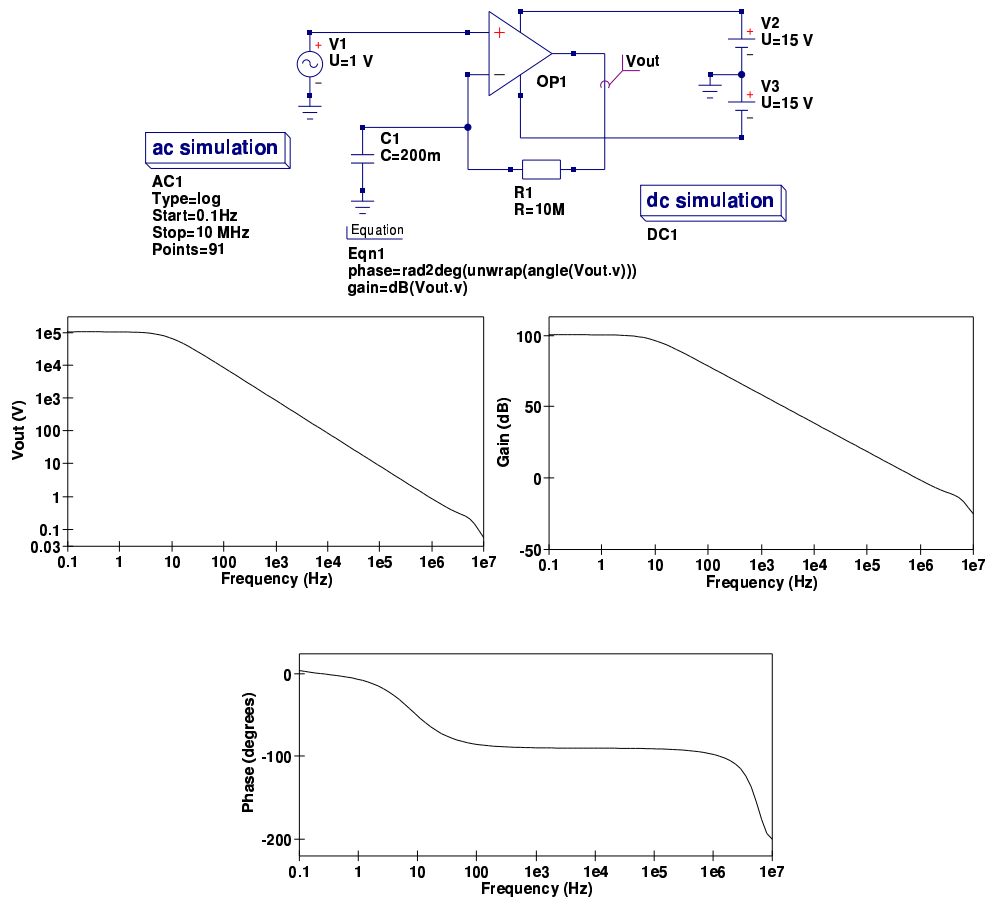 V1
U=1 V
+
−
+
−
OP1
Vout
V2
U=15 V
+
−
V3
U=15 V
+
−
ac simulation
AC1
Type=log
Start=0.1Hz
Stop=10 MHz
Points=91
C1
C=200m
R1
R=10M
dc simulation
DC1
Equation
Eqn1
phase=rad2deg(unwrap(angle(Vout.v)))
gain=dB(Vout.v)
Vout (V)
1e5
1e4
1e3
100
10
1
0.1
0.03
0.1 1 10 100 1e3 1e4 1e5 1e6 1e7
Frequency (Hz)
Gain (dB)
100
50
0
-50
0.1 1 10 100 1e3 1e4 1e5 1e6 1e7
Frequency (Hz)
Phase (degrees)
0
-100
-200
0.1 1 10 100 1e3 1e4 1e5 1e6 1e7
Frequency (Hz)